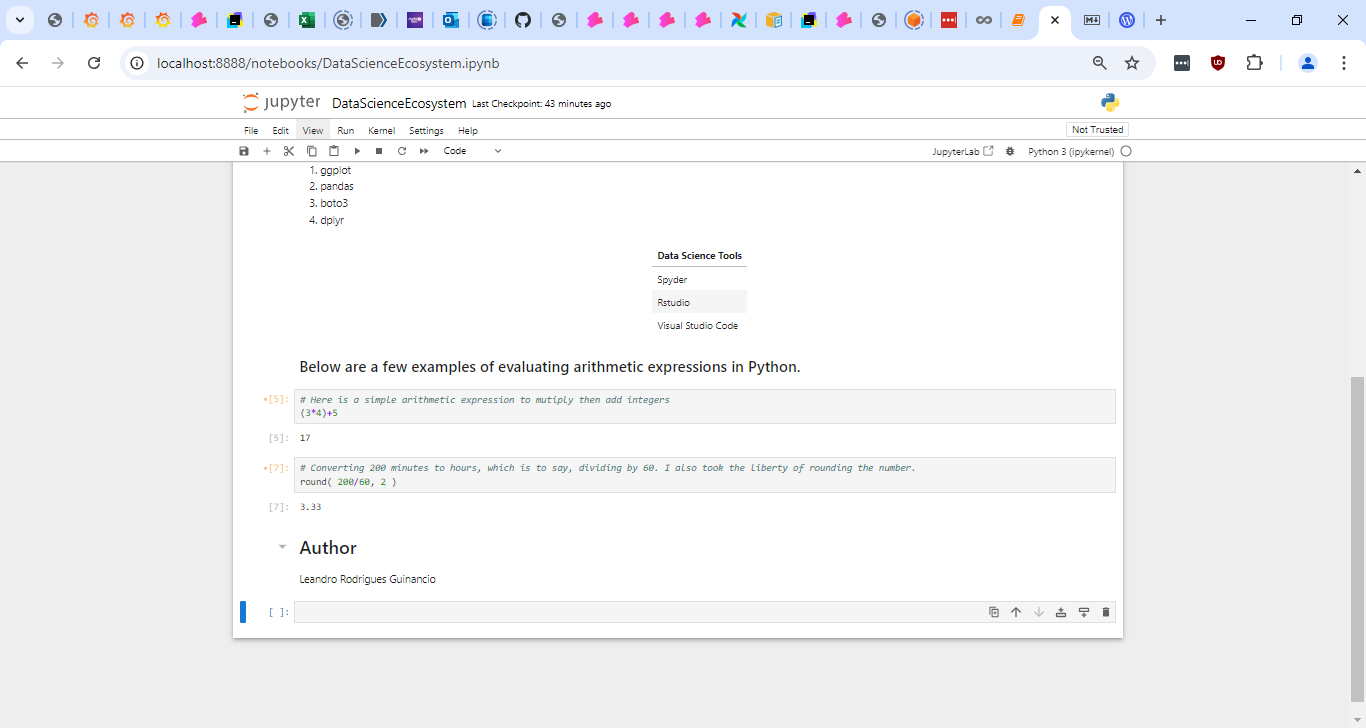 localhost:8888/notebooks/DataScienceEcosystem.ipynb
jupyter DataScienceEcosystem Last Checkpoint: 43 minutes ago
File Edit View Run Kernel Settings Help
Not Trusted
Code
JupyterLab
Python 3 (ipykernel)
1. ggplot
2. pandas
3. boto3
4. dplyr
Data Science Tools
Spyder
Rstudio
Visual Studio Code
Below are a few examples of evaluating arithmetic expressions in Python.
[5]: # Here is a simple arithmetic expression to mutiply then add integers
(3*4)+5
[5]: 17
[7]: # Converting 200 minutes to hours, which is to say, dividing by 60. I also took the liberty of rounding the number.
round( 200/60, 2 )
[7]: 3.33
Author
Leandro Rodrigues Guinancio
[ ]: